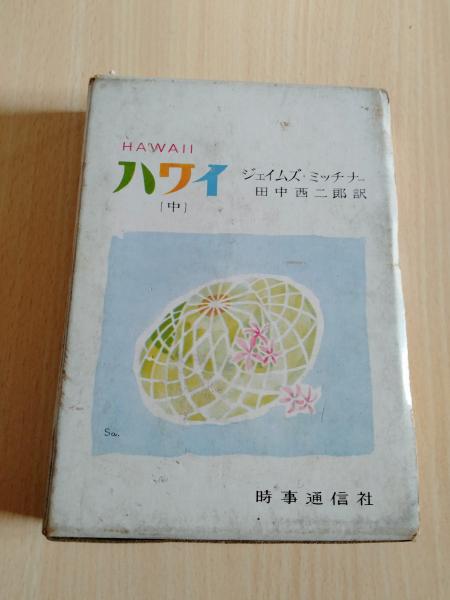 HAWAII
ハワイ
[中]
ジェイムズ・ミッチナー
田中西二郎訳
Sa.
時事通信社